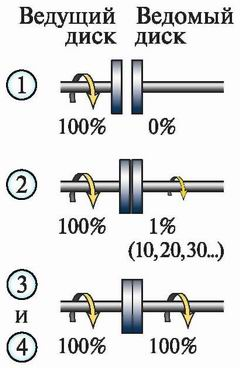 Ведущий Ведомый
диск диск
1
100% 0%
2
100% 1%
(10,20,30...)
3
и
4 100% 100%